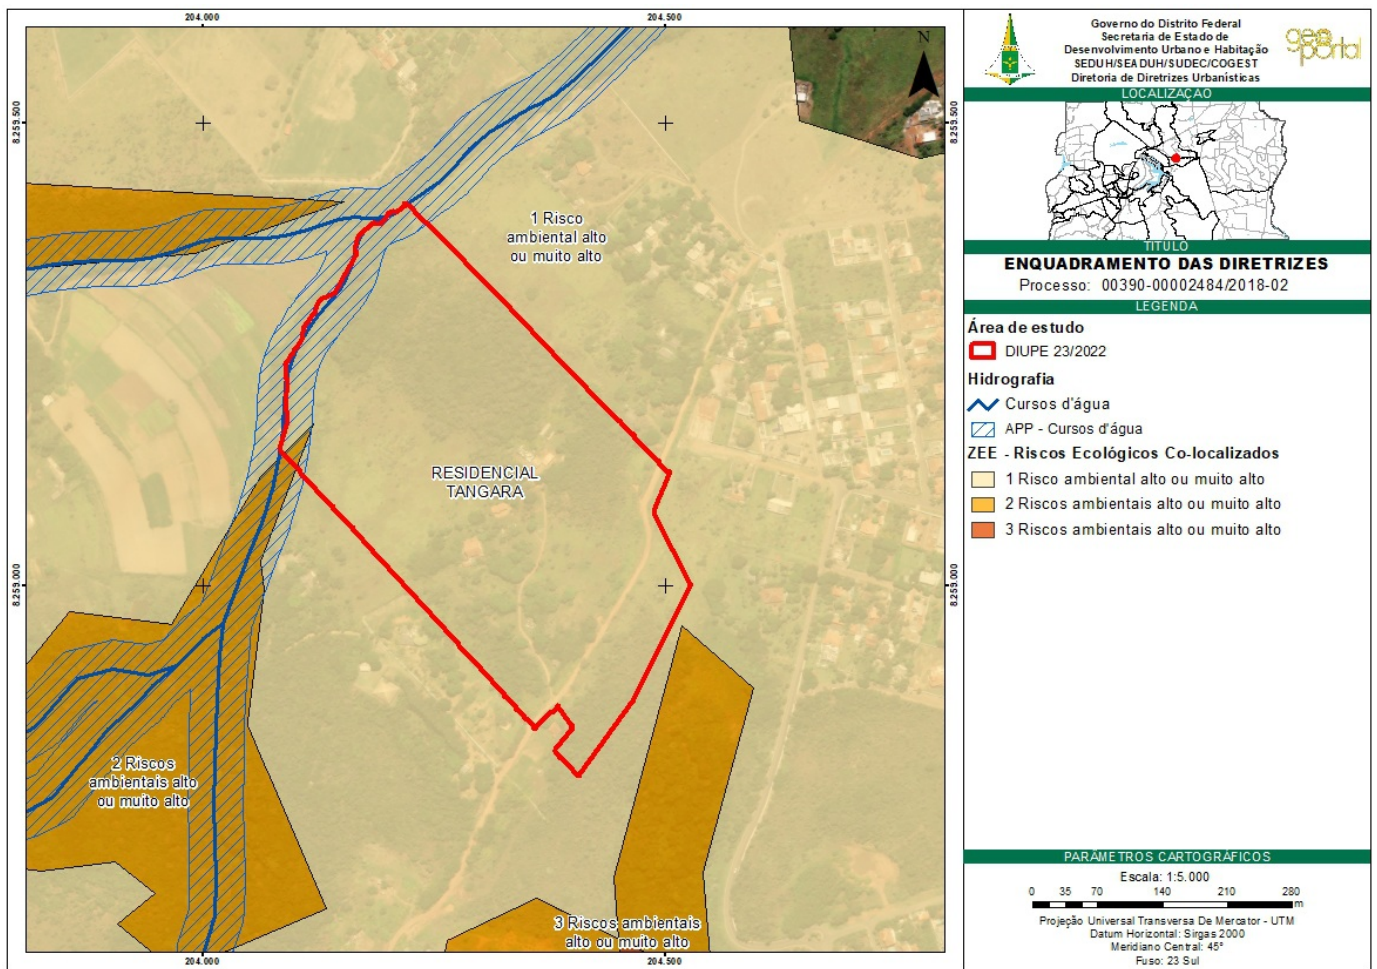 204.000
204.500
8.259.500
8.259.500
N
1 Risco
ambiental alto
ou muito alto
RESIDENCIAL
TANGARA
8.259.000
8.259.000
2 Riscos
ambientais alto
ou muito alto
3 Riscos ambientais
alto ou muito alto
204.000
204.500
Governo do Distrito Federal
Secretaria de Estado de
Desenvolvimento Urbano e Habitação
SEDUH/SEADUH/SUDEC/COGEST
Diretoria de Diretrizes Urbanísticas
geo
portal
LOCALIZAÇÃO
TÍTULO
ENQUADRAMENTO DAS DIRETRIZES
Processo: 00390-00002484/2018-02
LEGENDA
Área de estudo
DIUPE 23/2022
Hidrografia
Cursos d'água
APP - Cursos d'água
ZEE - Riscos Ecológicos Co-localizados
1 Risco ambiental alto ou muito alto
2 Riscos ambientais alto ou muito alto
3 Riscos ambientais alto ou muito alto
PARÂMETROS CARTOGRÁFICOS
Escala: 1:5.000
0 35 70 140 210 280
m
Projeção Universal Transversa De Mercator - UTM
Datum Horizontal: Sirgas 2000
Meridiano Central: 45°
Fuso: 23 Sul